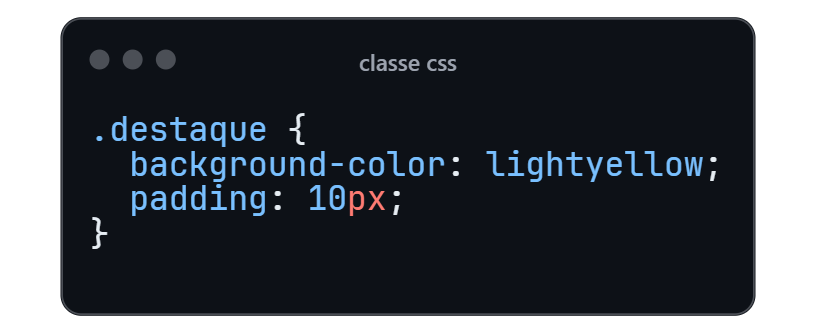 classe css
.destaque {
  background-color: lightyellow;
  padding: 10px;
}